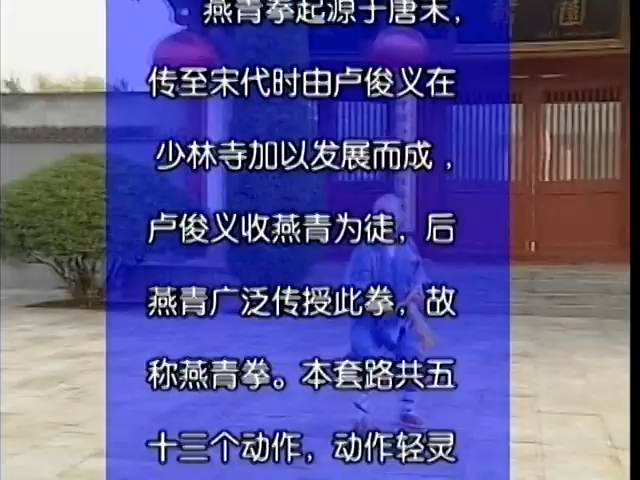 燕青拳起源于唐末，
传至宋代时由卢俊义在
少林寺加以发展而成，
卢俊义收燕青为徒，后
燕青广泛传授此拳，故
称燕青拳。本套路共五
十三个动作，动作轻灵